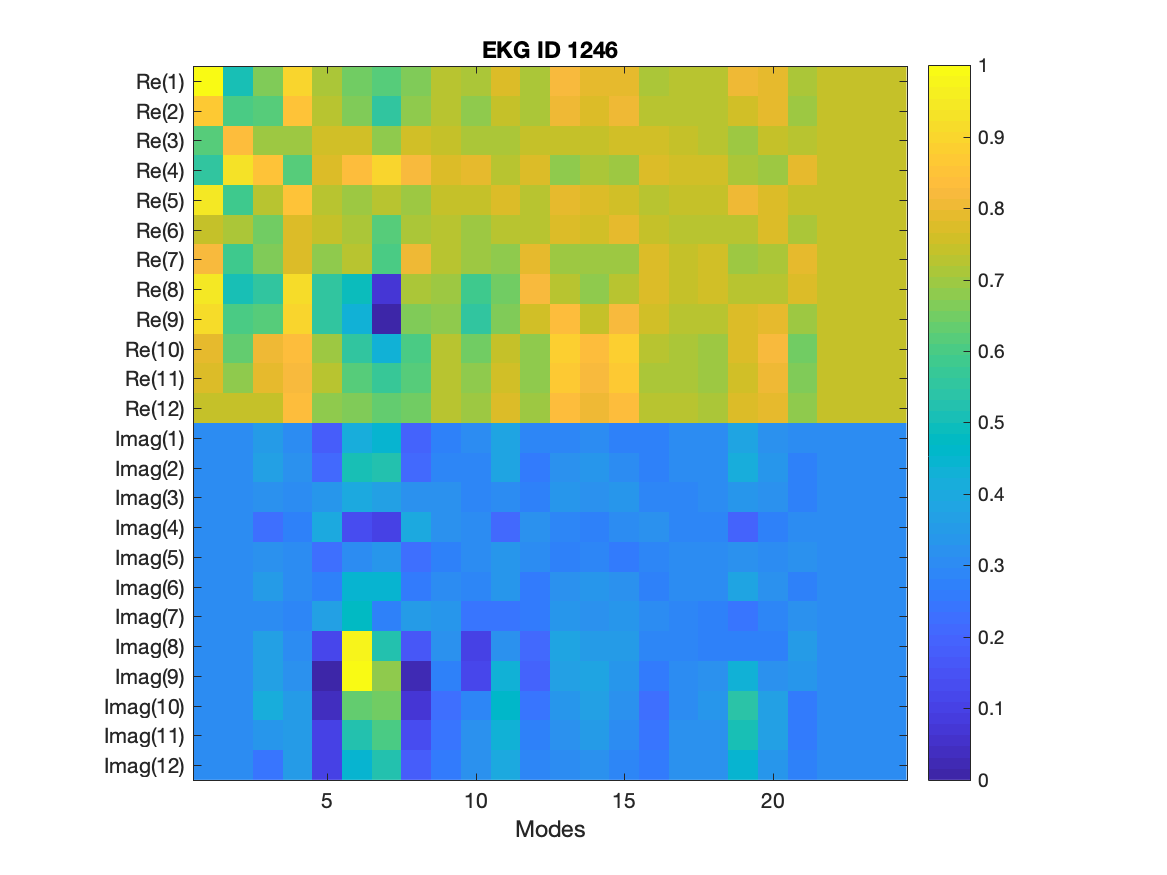 EKG ID 1246
Re(1)
Re(2)
Re(3)
Re(4)
Re(5)
Re(6)
Re(7)
Re(8)
Re(9)
Re(10)
Re(11)
Re(12)
Imag(1)
Imag(2)
Imag(3)
Imag(4)
Imag(5)
Imag(6)
Imag(7)
Imag(8)
Imag(9)
Imag(10)
Imag(11)
Imag(12)
5 10 15 20
Modes
1
0.9
0.8
0.7
0.6
0.5
0.4
0.3
0.2
0.1
0